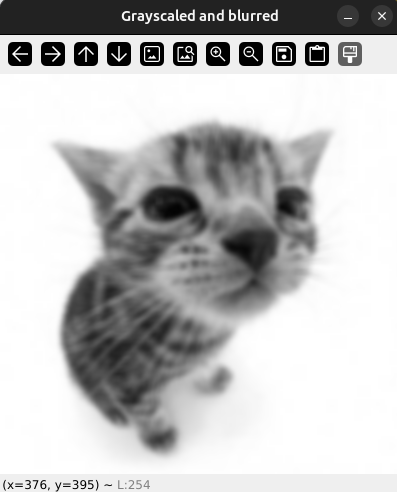 Grayscaled and blurred
(x=376, y=395) ~ L:254